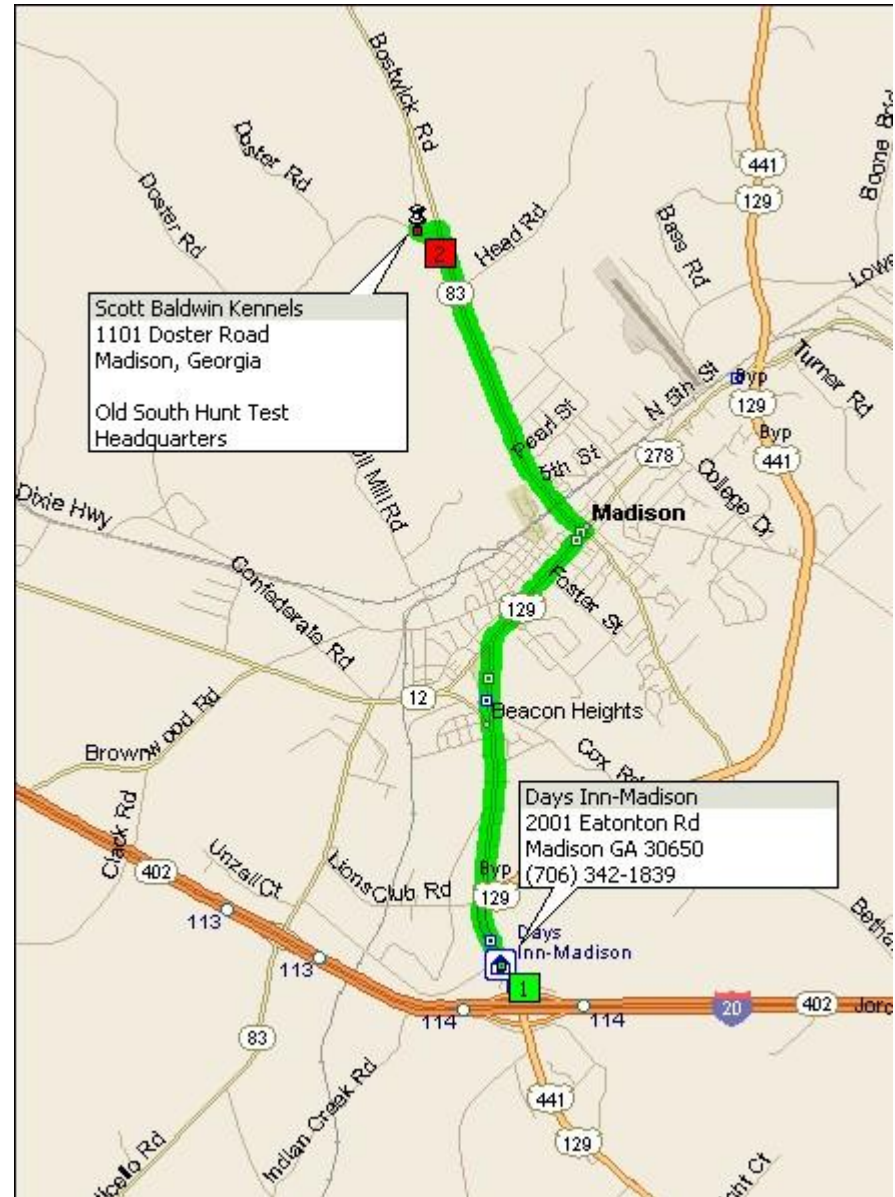 Bostwick Rd
Doster Rd
Doster Rd
441
129
Boone
Bass Rd
Head Rd
2
83
Scott Baldwin Kennels
1101 Doster Road
Madison, Georgia
Old South Hunt Test
Headquarters
N 5th St
Byp
129
Turner Rd
Byp
441
Pearl St
5th St
278
College Dr
Mill Rd
Dixie Hwy
Madison
Foster St
Confederate Rd
129
12
Beacon Heights
Brownwood Rd
Cox Rd
Days Inn-Madison
2001 Eatonton Rd
Madison GA 30650
(706) 342-1839
Clack Rd
402
Unzall Ct
Lions Club Rd
Byp
129
113
Days
Inn-Madison
113
1
114
114
20
402
83
Indian Creek Rd
441
129